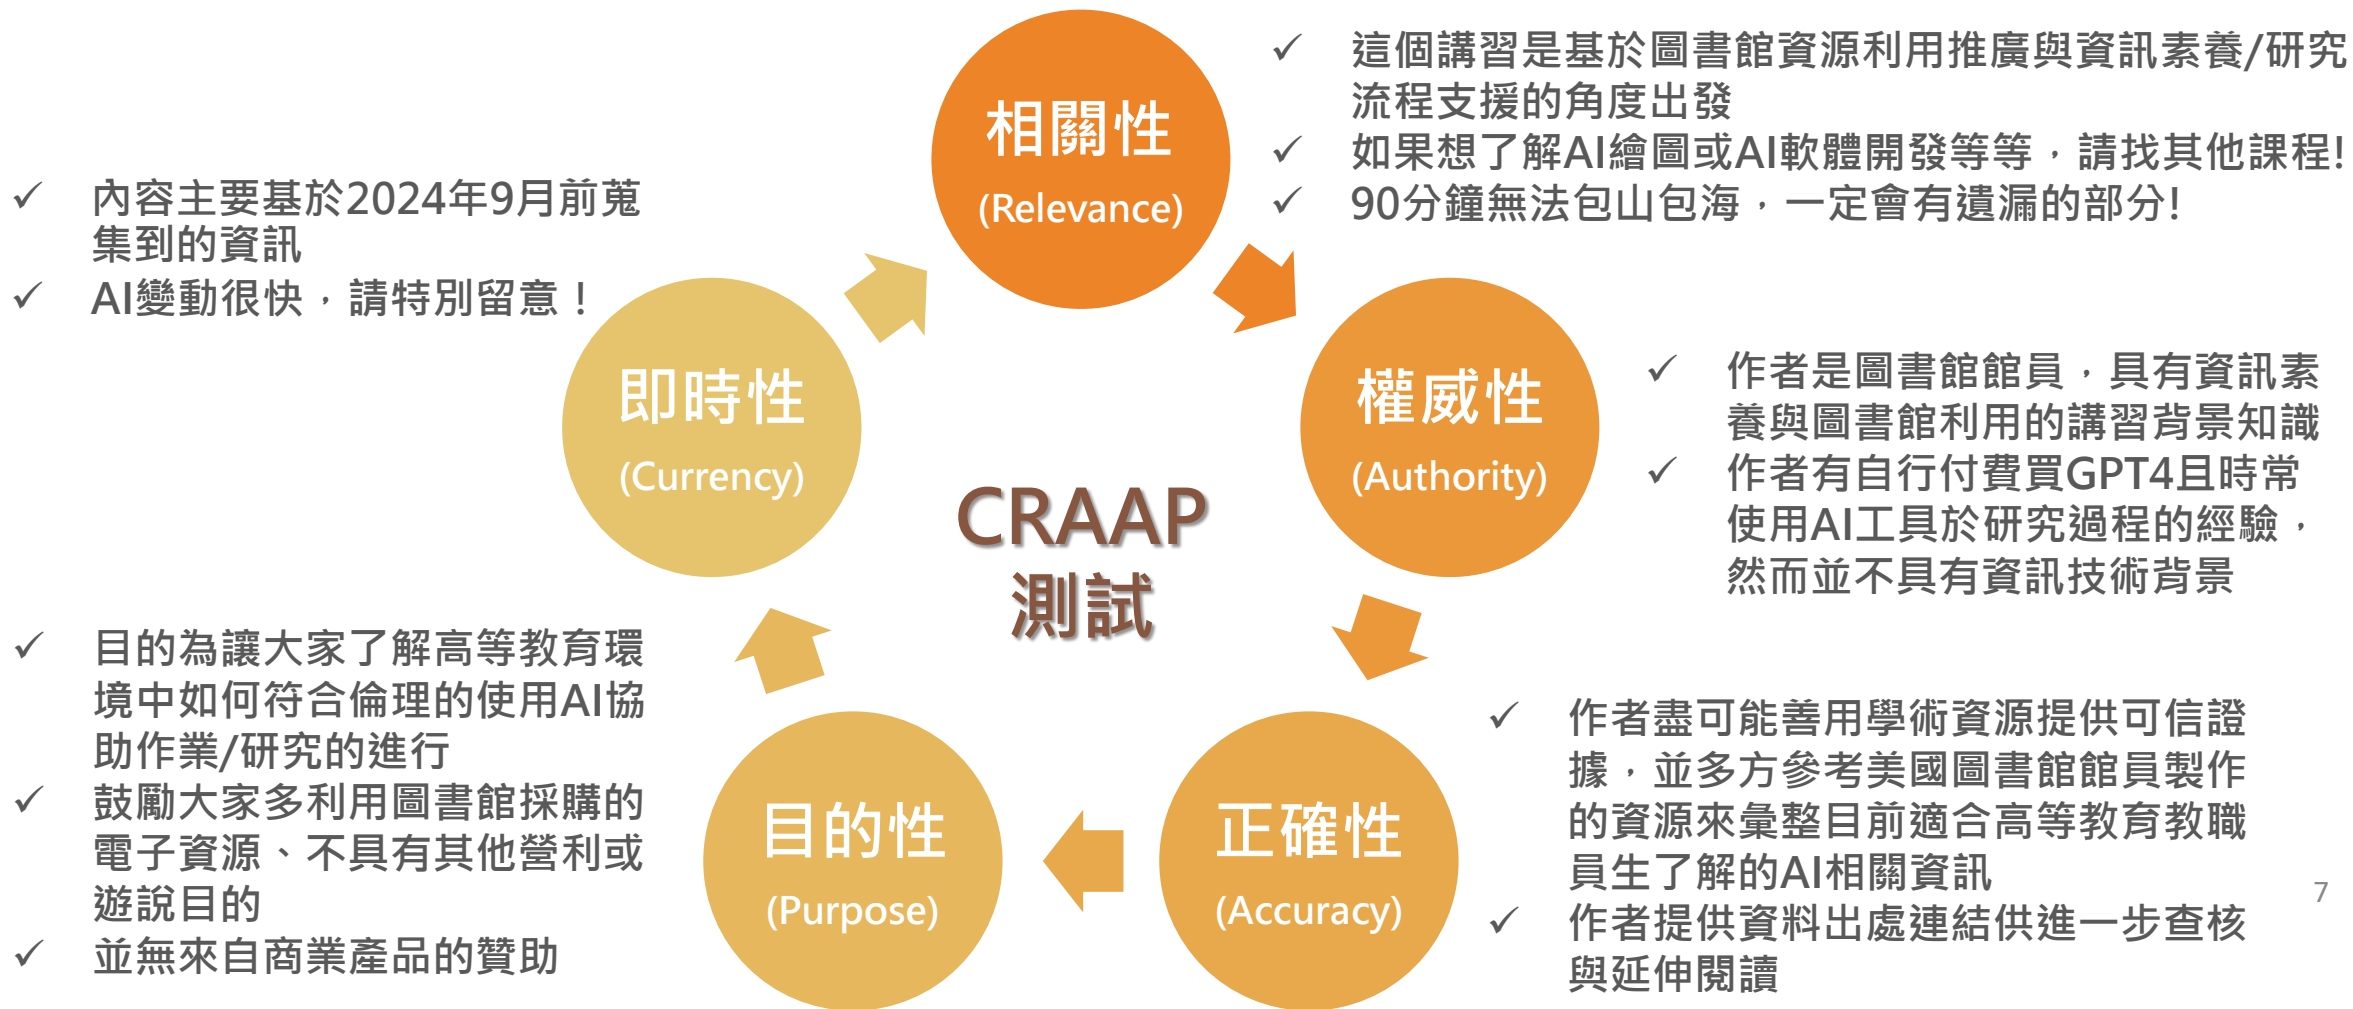 相關性
(Relevance)
✓ 這個講習是基於圖書館資源利用推廣與資訊素養/研究
流程支援的角度出發
✓ 如果想了解AI繪圖或AI軟體開發等等，請找其他課程!
✓ 90分鐘無法包山包海，一定會有遺漏的部分!
權威性
(Authority)
✓ 作者是圖書館館員，具有資訊素
養與圖書館利用的講習背景知識
✓ 作者有自行付費買GPT4且時常
使用AI工具於研究過程的經驗，
然而並不具有資訊技術背景
正確性
(Accuracy)
✓ 作者盡可能善用學術資源提供可信證
據，並多方參考美國圖書館館員製作
的資源來彙整目前適合高等教育教職
員生了解的AI相關資訊
✓ 作者提供資料出處連結供進一步查核
與延伸閱讀
目的性
(Purpose)
✓ 目的為讓大家了解高等教育環
境中如何符合倫理的使用AI協
助作業/研究的進行
✓ 鼓勵大家多利用圖書館採購的
電子資源、不具有其他營利或
遊說目的
✓ 並無來自商業產品的贊助
即時性
(Currency)
✓ 內容主要基於2024年9月前蒐
集到的資訊
✓ AI變動很快，請特別留意！
CRAAP
測試
7